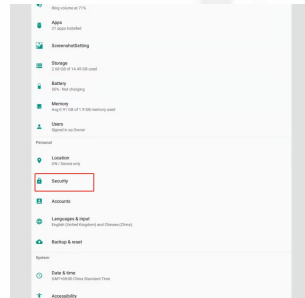 Ring volume at 71%
Apps
21 apps installed
ScreenshotSetting
Storage
2.68 GB of 14.49 GB used
Battery
60% - Not charging
Memory
Avg 0.91 GB of 1.9 GB memory used
Users
Signed in as Owner
Personal
Location
ON / Device only
Security
Accounts
Languages & input
English (United Kingdom) and Chinese (China)
Backup & reset
System
Date & time
GMT+08:00 China Standard Time
Accessibility